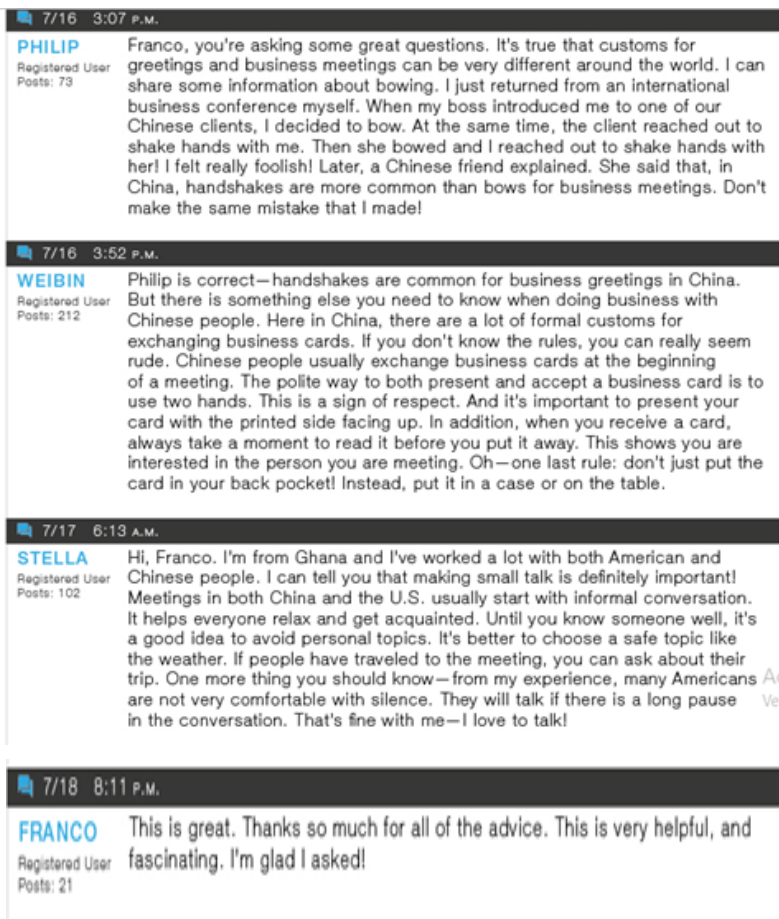 7/16 3:07 P.M.
PHILIP
Registered User
Posts: 73
Franco, you're asking some great questions. It's true that customs for
greetings and business meetings can be very different around the world. I can
share some information about bowing. I just returned from an international
business conference myself. When my boss introduced me to one of our
Chinese clients, I decided to bow. At the same time, the client reached out to
shake hands with me. Then she bowed and I reached out to shake hands with
her! I felt really foolish! Later, a Chinese friend explained. She said that, in
China, handshakes are more common than bows for business meetings. Don't
make the same mistake that I made!
7/16 3:52 P.M.
WEIBIN
Registered User
Posts: 212
Philip is correct—handshakes are common for business greetings in China.
But there is something else you need to know when doing business with
Chinese people. Here in China, there are a lot of formal customs for
exchanging business cards. If you don't know the rules, you can really seem
rude. Chinese people usually exchange business cards at the beginning
of a meeting. The polite way to both present and accept a business card is to
use two hands. This is a sign of respect. And it's important to present your
card with the printed side facing up. In addition, when you receive a card,
always take a moment to read it before you put it away. This shows you are
interested in the person you are meeting. Oh—one last rule: don't just put the
card in your back pocket! Instead, put it in a case or on the table.
7/17 6:13 A.M.
STELLA
Registered User
Posts: 102
Hi, Franco. I'm from Ghana and I've worked a lot with both American and
Chinese people. I can tell you that making small talk is definitely important!
Meetings in both China and the U.S. usually start with informal conversation.
It helps everyone relax and get acquainted. Until you know someone well, it's
a good idea to avoid personal topics. It's better to choose a safe topic like
the weather. If people have traveled to the meeting, you can ask about their
trip. One more thing you should know—from my experience, many Americans
are not very comfortable with silence. They will talk if there is a long pause
in the conversation. That's fine with me—I love to talk!
7/18 8:11 P.M.
FRANCO
Registered User
Posts: 21
This is great. Thanks so much for all of the advice. This is very helpful, and
fascinating. I'm glad I asked!